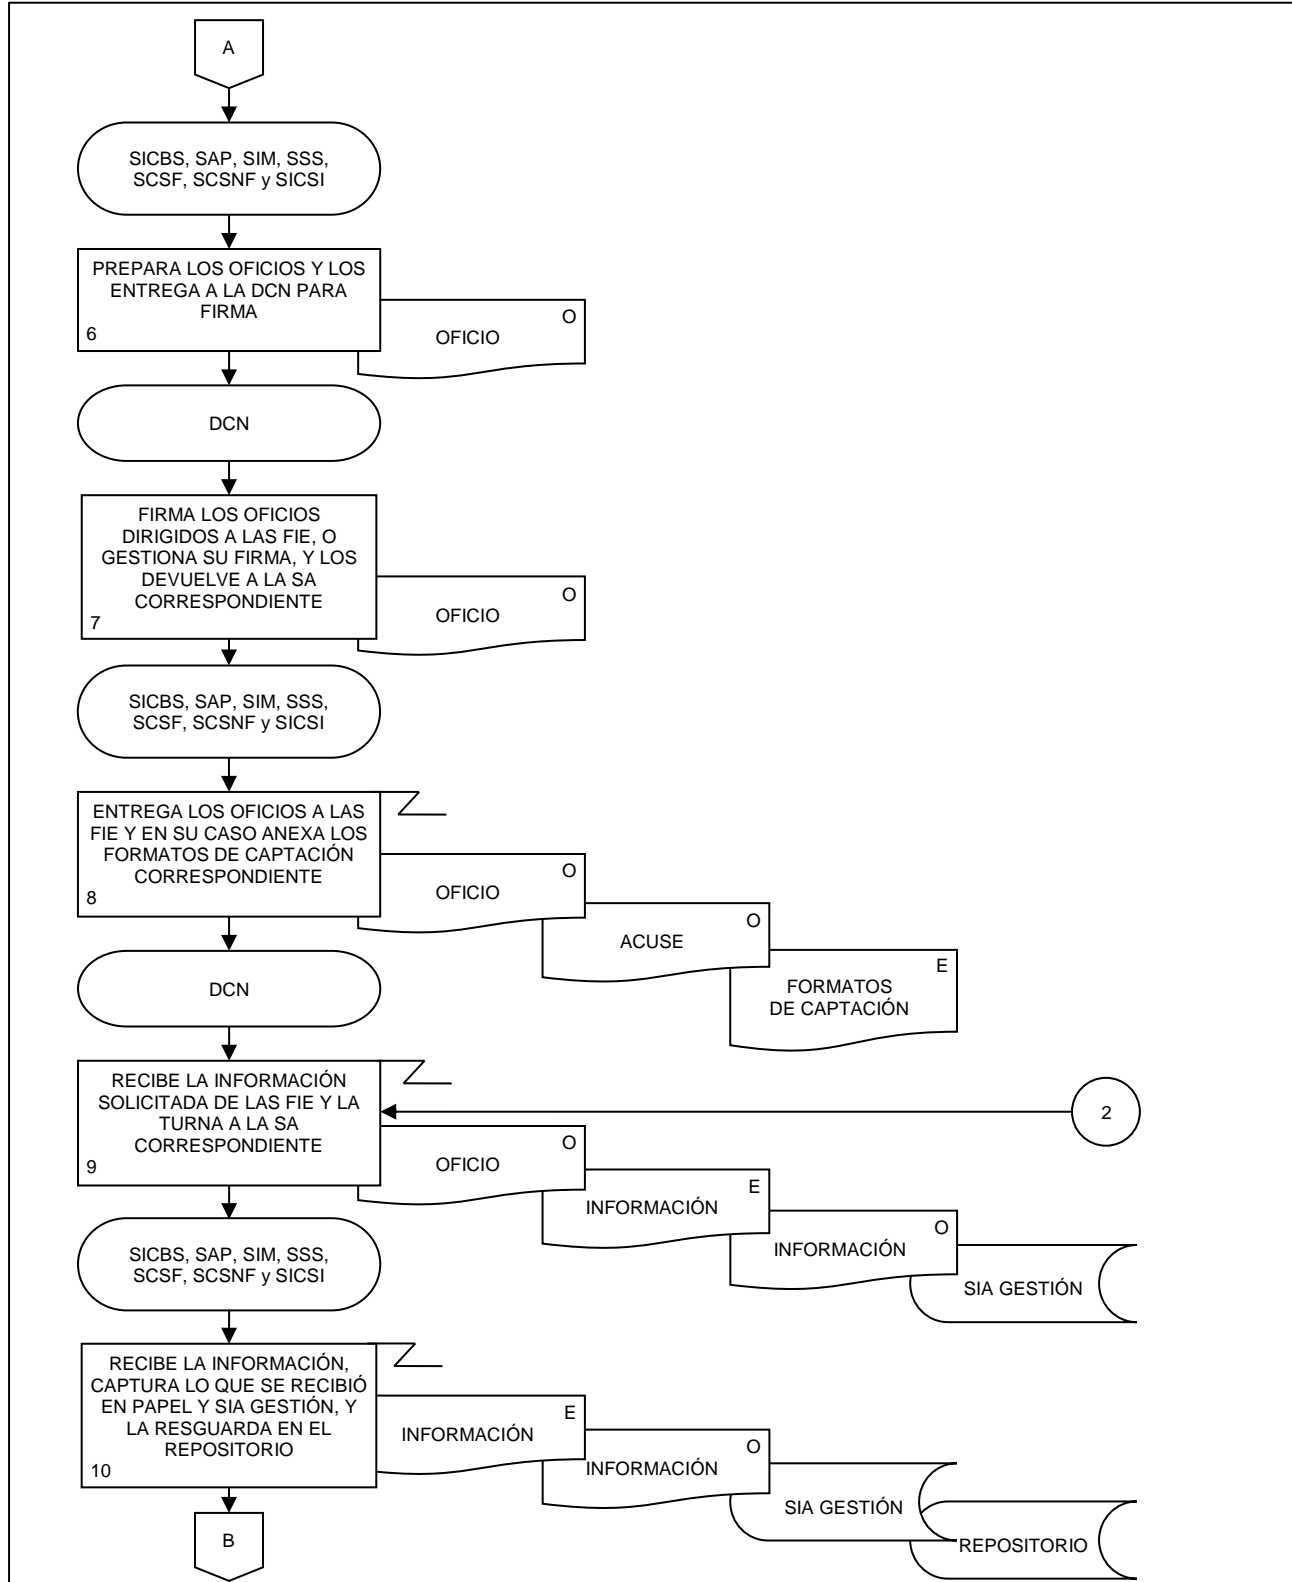 A
SICBS, SAP, SIM, SSS,
SCSF, SCSNF y SICSI
PREPARA LOS OFICIOS Y LOS
ENTREGA A LA DCN PARA
FIRMA
6
O
OFICIO
DCN
FIRMA LOS OFICIOS
DIRIGIDOS A LAS FIE, O
GESTIONA SU FIRMA, Y LOS
DEVUELVE A LA SA
CORRESPONDIENTE
7
O
OFICIO
SICBS, SAP, SIM, SSS,
SCSF, SCSNF y SICSI
ENTREGA LOS OFICIOS A LAS
FIE Y EN SU CASO ANEXA LOS
FORMATOS DE CAPTACIÓN
CORRESPONDIENTE
8
O
OFICIO
O
ACUSE
E
FORMATOS
DE CAPTACIÓN
DCN
RECIBE LA INFORMACIÓN
SOLICITADA DE LAS FIE Y LA
TURNA A LA SA
CORRESPONDIENTE
9
2
O
OFICIO
E
INFORMACIÓN
O
INFORMACIÓN
SIA GESTIÓN
SICBS, SAP, SIM, SSS,
SCSF, SCSNF y SICSI
RECIBE LA INFORMACIÓN,
CAPTURA LO QUE SE RECIBIÓ
EN PAPEL Y SIA GESTIÓN, Y
LA RESGUARDA EN EL
REPOSITORIO
10
E
INFORMACIÓN
O
INFORMACIÓN
SIA GESTIÓN
REPOSITORIO
B